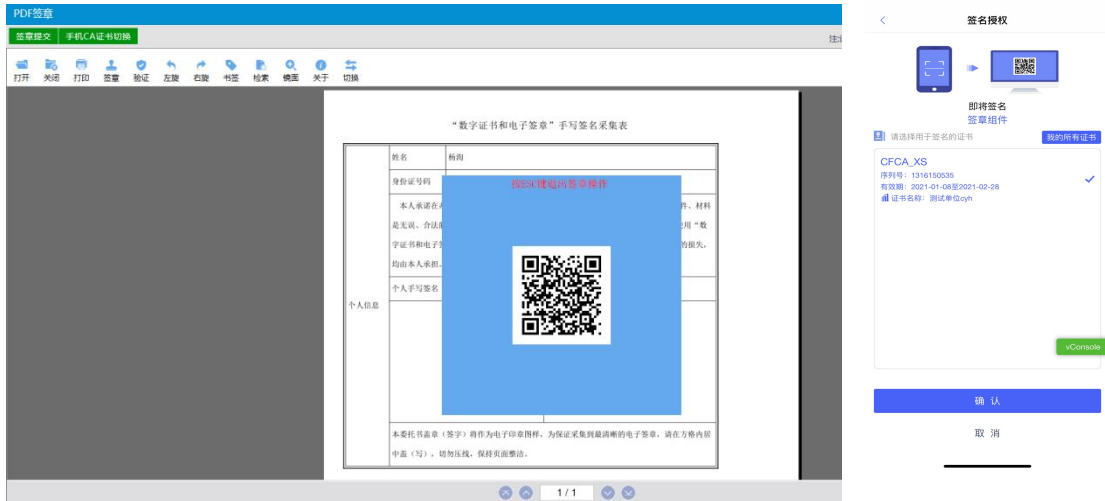 PDF签章
签章提交 手机CA证书切换
打开 关闭 打印 签章 验证 左旋 右旋 书签 检索 镜面 关于 切换
“数字证书和电子签章”手写签名采集表
姓名
身份证号码
按ESC键退出签章操作
本人承诺在
件、材料
是无误、合法
用“数
字证书和电子
的损失，
均由本人承担。
个人手写签名
个人信息
本委托书盖章（签字）将作为电子印章图样，为保证采集到最清晰的电子签章，请在方格内居
中盖（写），切勿压线，保持页面整洁。
1/1
签名授权
即将签名
签章组件
请选择用于签名的证书 我的所有证书
CFCA_XS
序列号：1316150535
有效期：2021-01-08至2021-02-28
证书名称：测试单位cyh
vConsole
确 认
取 消